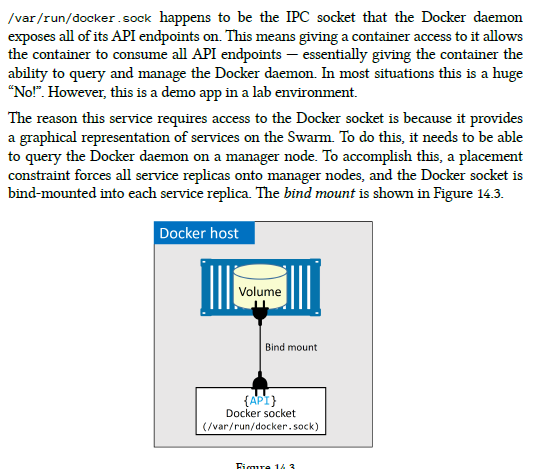 /var/run/docker.sock happens to be the IPC socket that the Docker daemon
exposes all of its API endpoints on. This means giving a container access to it allows
the container to consume all API endpoints — essentially giving the container the
ability to query and manage the Docker daemon. In most situations this is a huge
“No!”. However, this is a demo app in a lab environment.
The reason this service requires access to the Docker socket is because it provides
a graphical representation of services on the Swarm. To do this, it needs to be able
to query the Docker daemon on a manager node. To accomplish this, a placement
constraint forces all service replicas onto manager nodes, and the Docker socket is
bind-mounted into each service replica. The bind mount is shown in Figure 14.3.
Docker host
Volume
Bind mount
{API}
Docker socket
(/var/run/docker.sock)
Figure 14.3